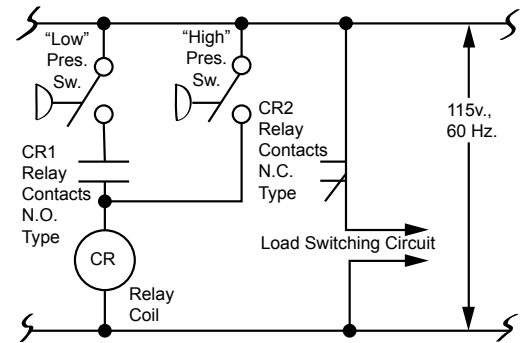 “Low”
Pres.
Sw.
“High”
Pres.
Sw.
CR2
Relay
Contacts
N.C.
Type
115v.,
60 Hz.
CR1
Relay
Contacts
N.O.
Type
Load Switching Circuit
CR
Relay
Coil